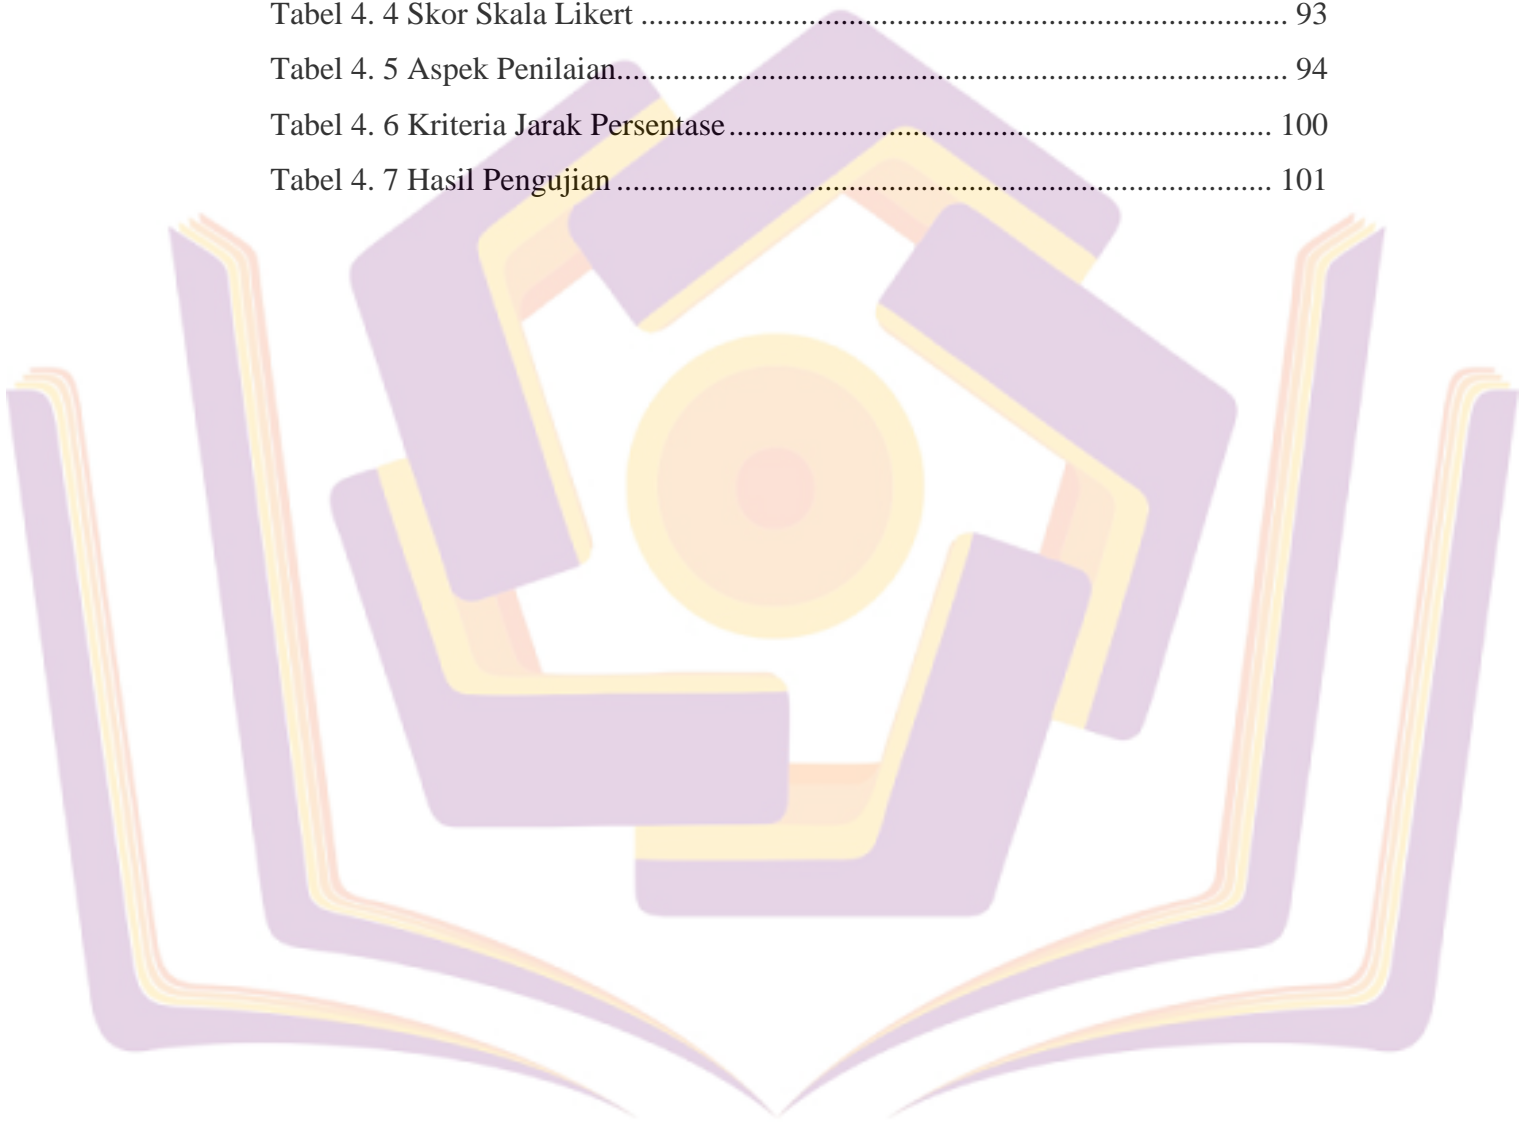 Tabel 4. 4 Skor Skala Likert ................................................................................ 93
Tabel 4. 5 Aspek Penilaian................................................................................... 94
Tabel 4. 6 Kriteria Jarak Persentase .................................................................... 100
Tabel 4. 7 Hasil Pengujian .................................................................................. 101